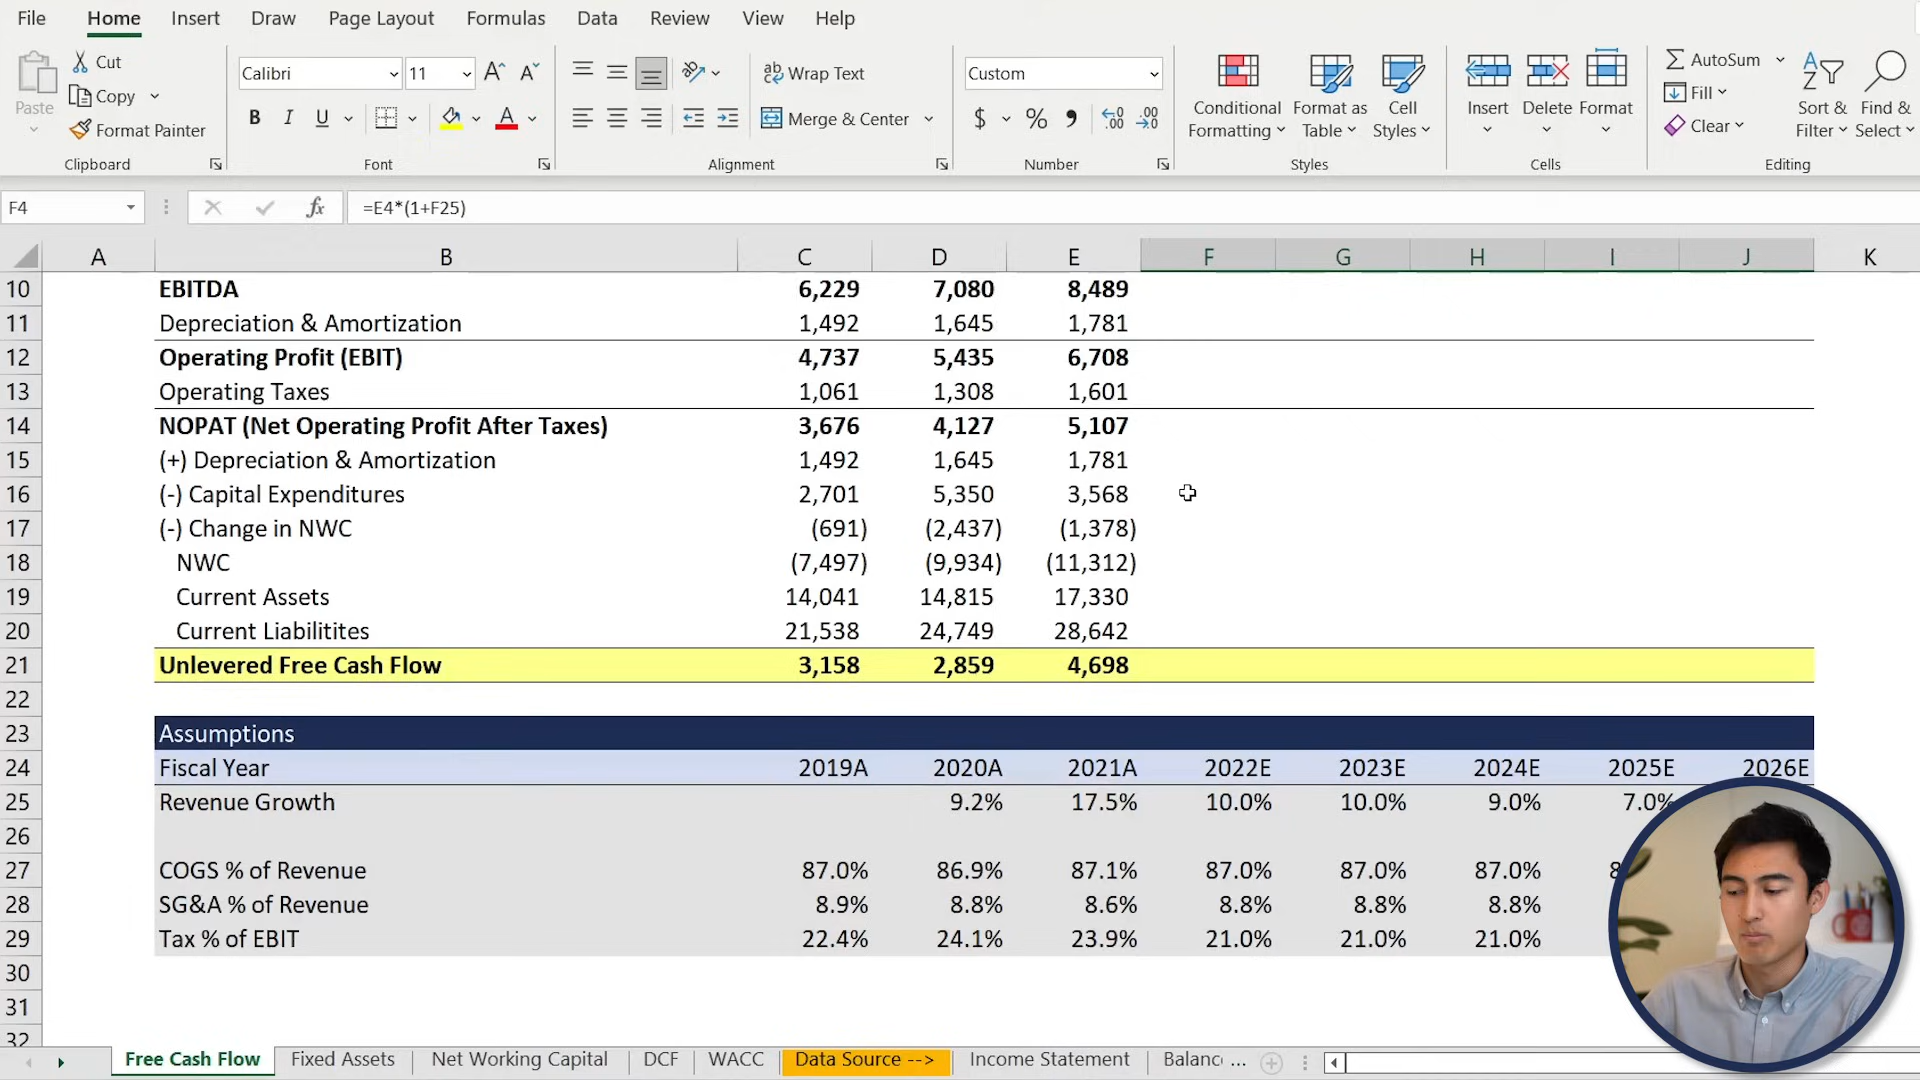 File Home Insert Draw Page Layout Formulas Data Review View Help
Paste Cut Copy Format Painter Clipboard
Calibri 11 A^ A B I U A Font
ab Wrap Text Merge & Center Alignment
Custom $ % 9 Number
Conditional Formatting Format as Table Cell Styles Styles
Insert Delete Format Cells
AutoSum Fill Clear Sort & Filter Find & Select Editing
F4 fx =E4*(1+F25)
A B C D E F G H I J K
10 EBITDA 6,229 7,080 8,489
11 Depreciation & Amortization 1,492 1,645 1,781
12 Operating Profit (EBIT) 4,737 5,435 6,708
13 Operating Taxes 1,061 1,308 1,601
14 NOPAT (Net Operating Profit After Taxes) 3,676 4,127 5,107
15 (+) Depreciation & Amortization 1,492 1,645 1,781
16 (-) Capital Expenditures 2,701 5,350 3,568
17 (-) Change in NWC (691) (2,437) (1,378)
18 NWC (7,497) (9,934) (11,312)
19 Current Assets 14,041 14,815 17,330
20 Current Liabilitites 21,538 24,749 28,642
21 Unlevered Free Cash Flow 3,158 2,859 4,698
22
23 Assumptions
24 Fiscal Year 2019A 2020A 2021A 2022E 2023E 2024E 2025E 2026E
25 Revenue Growth 9.2% 17.5% 10.0% 10.0% 9.0% 7.0%
26
27 COGS % of Revenue 87.0% 86.9% 87.1% 87.0% 87.0% 87.0%
28 SG&A % of Revenue 8.9% 8.8% 8.6% 8.8% 8.8% 8.8%
29 Tax % of EBIT 22.4% 24.1% 23.9% 21.0% 21.0% 21.0%
30
31
32
Free Cash Flow Fixed Assets Net Working Capital DCF WACC Data Source --> Income Statement Balanc ...